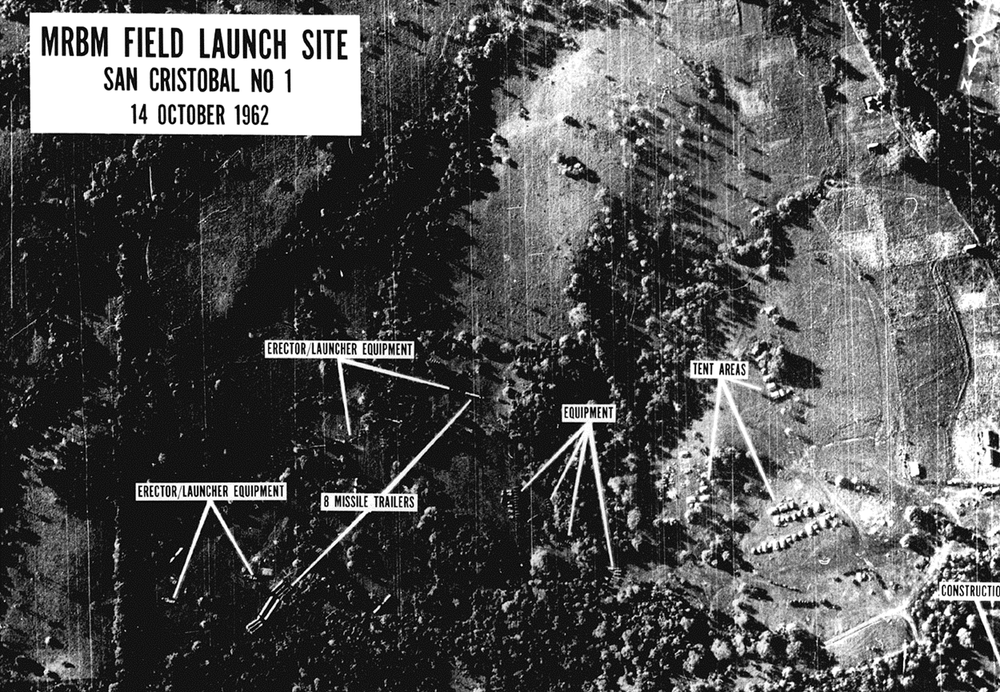 MRBM FIELD LAUNCH SITE
SAN CRISTOBAL NO 1
14 OCTOBER 1962
ERECTOR/LAUNCHER EQUIPMENT
TENT AREAS
EQUIPMENT
ERECTOR/LAUNCHER EQUIPMENT
8 MISSILE TRAILERS
CONSTRUCTIO
N